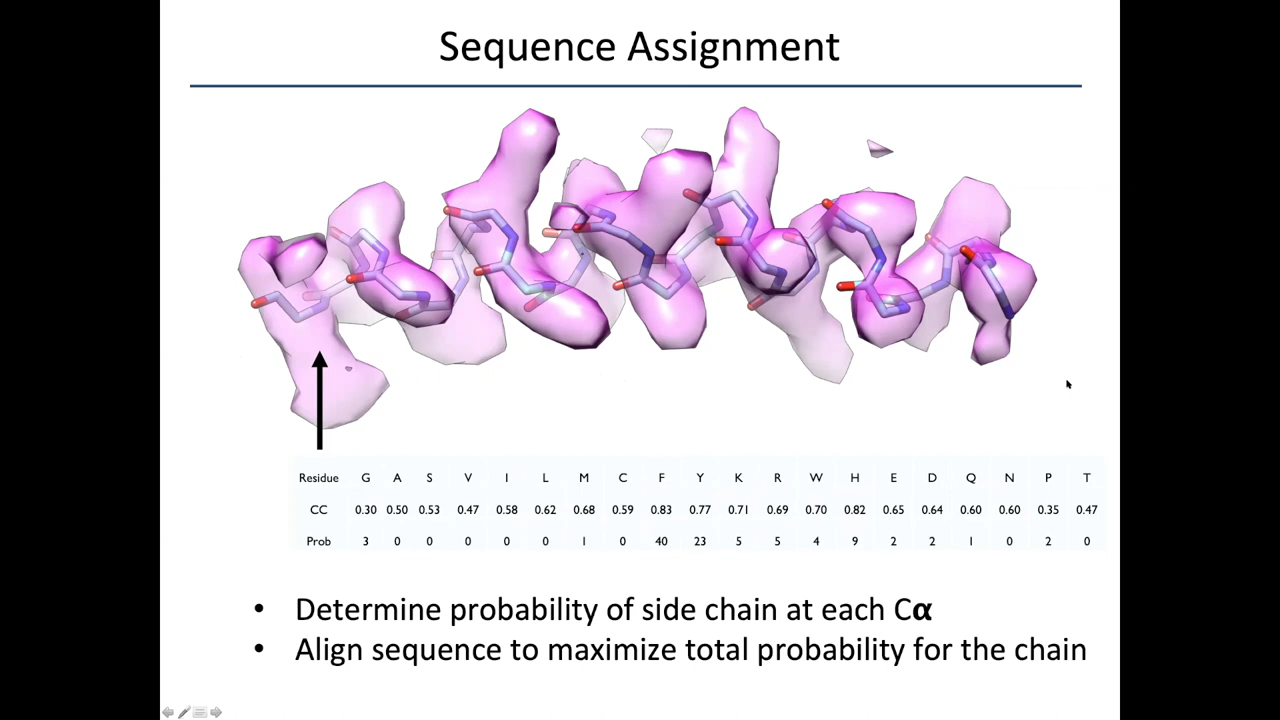 Sequence Assignment
Residue G A S V I L M C F Y K R W H E D Q N P T
CC 0.30 0.50 0.53 0.47 0.58 0.62 0.68 0.59 0.83 0.77 0.71 0.69 0.70 0.82 0.65 0.64 0.60 0.60 0.35 0.47
Prob 3 0 0 0 0 0 1 0 40 23 5 5 4 9 2 2 1 0 2 0
• Determine probability of side chain at each Cα
• Align sequence to maximize total probability for the chain